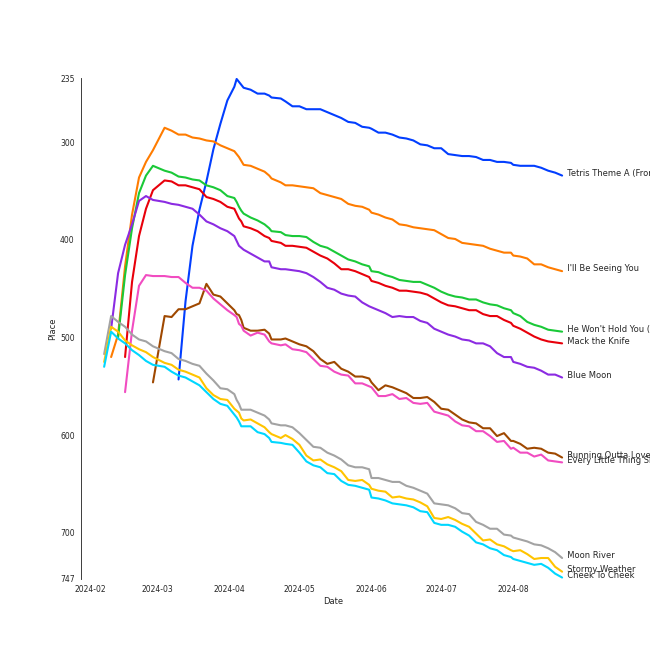 235
300
400
500
600
700
747
Place
2024-02
2024-03
2024-04
2024-05
2024-06
2024-07
2024-08
Date
Tetris Theme A (From
I'll Be Seeing You
He Won't Hold You (
Mack the Knife
Blue Moon
Running Outta Love
Every Little Thing S
Moon River
Stormy Weather
Cheek To Cheek